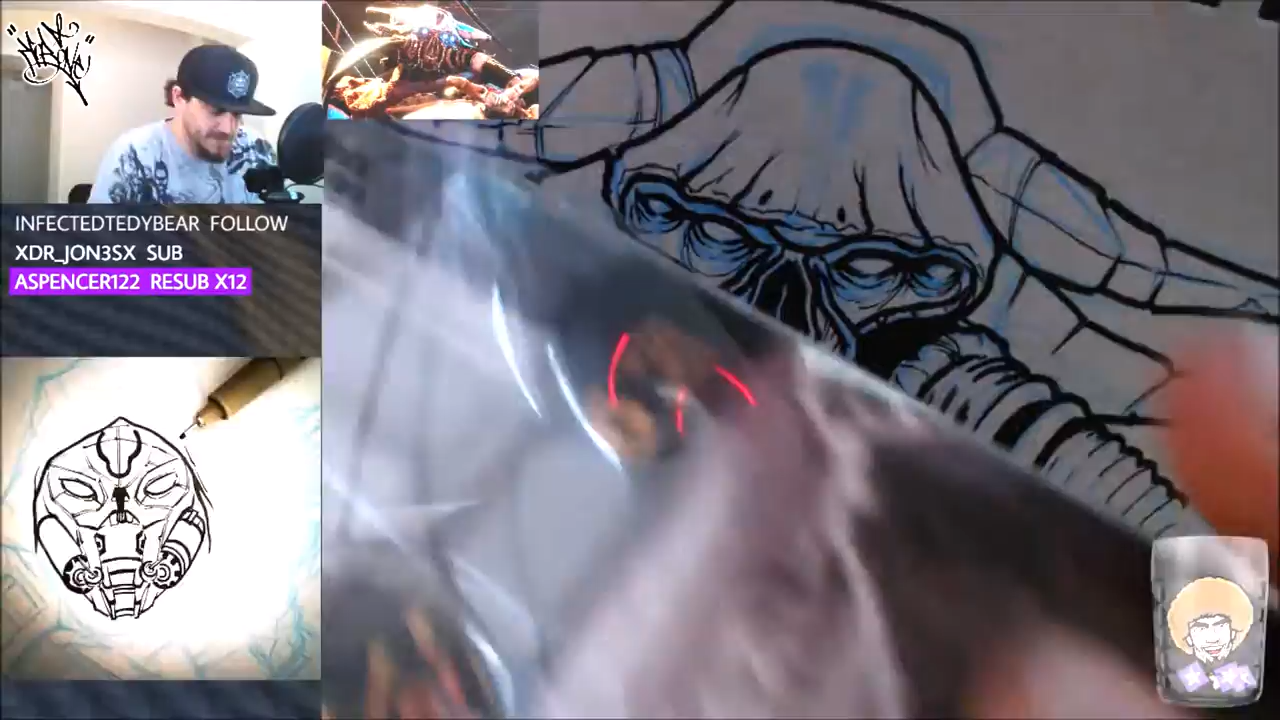 INFECTEDTEDYBEAR FOLLOW
XDR_JON3SX SUB
ASPENCER122 RESUB X12